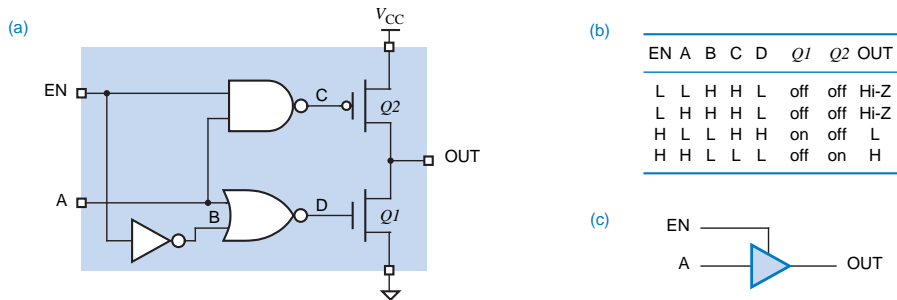 (a)
V_CC
EN
C
Q2
OUT
A
B
D
Q1
(b)
EN A B C D Q1 Q2 OUT
L L H H L off off Hi-Z
L H H H L off off Hi-Z
H L L H H on off L
H H L L L off on H
(c)
EN
A
OUT